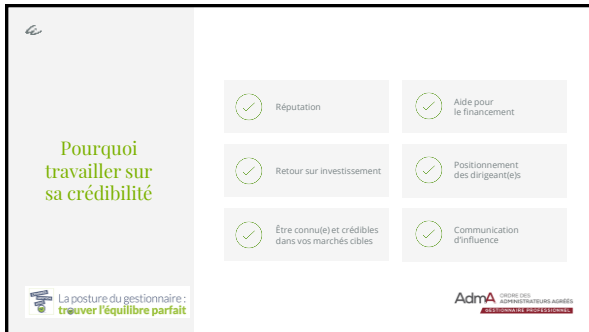 Pourquoi
travailler sur
sa crédibilité
Réputation
Aide pour
le financement
Retour sur investissement
Positionnement
des dirigeant(e)s
Être connu(e) et crédibles
dans vos marchés cibles
Communication
d'influence
La posture du gestionnaire :
trouver l'équilibre parfait
AdmA
ORDRE DES
ADMINISTRATEURS AGRÉÉS
GESTIONNAIRE PROFESSIONNEL